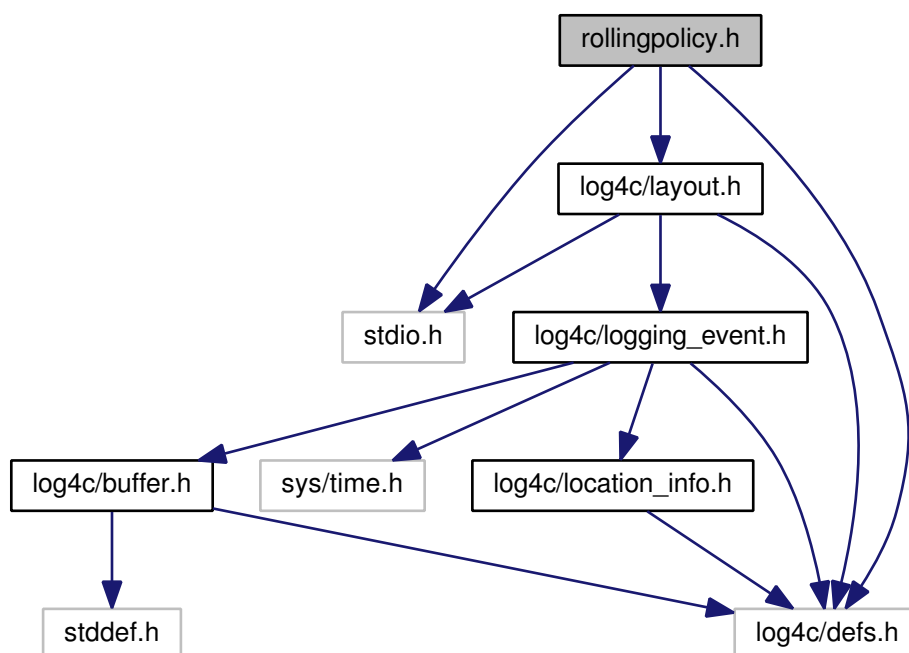 rollingpolicy.h
log4c/layout.h
stdio.h
log4c/logging_event.h
log4c/buffer.h
sys/time.h
log4c/location_info.h
stddef.h
log4c/defs.h